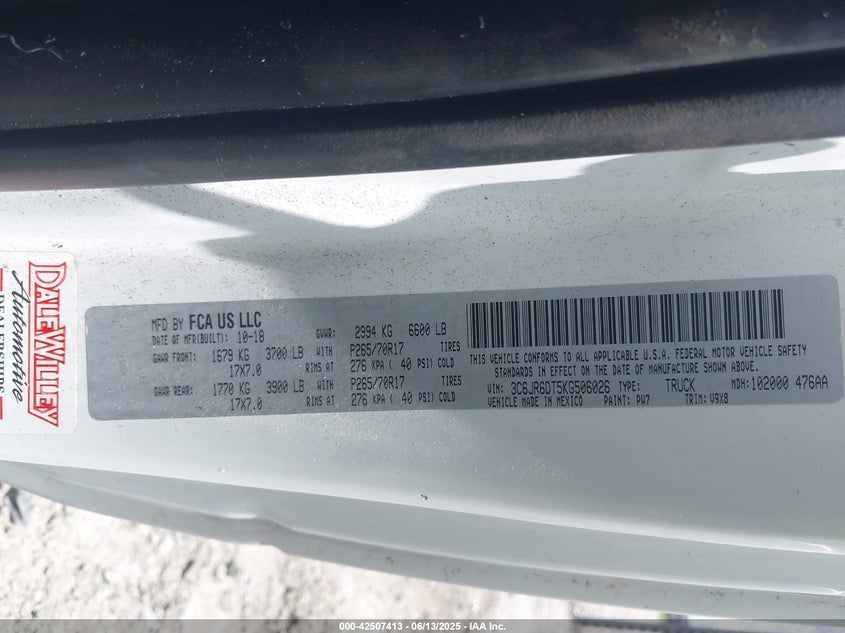 DALE WILLEY
Automotive
DEALERSHIPS
MFD BY FCA US LLC
DATE OF MFR(BUILT): 10-18 GVWR: 2994 KG 6600 LB
GAWR FRONT: 1679 KG 3700 LB WITH P265/70R17 TIRES
17X7.0 RIMS AT 276 KPA ( 40 PSI) COLD
GAWR REAR: 1770 KG 3900 LB WITH P265/70R17 TIRES
17X7.0 RIMS AT 276 KPA ( 40 PSI) COLD
THIS VEHICLE CONFORMS TO ALL APPLICABLE U.S.A. FEDERAL MOTOR VEHICLE SAFETY
STANDARDS IN EFFECT ON THE DATE OF MANUFACTURE SHOWN ABOVE.
VIN: 3C6JR6DT5KG506026 TYPE: TRUCK MDH: 102000 476AA
VEHICLE MADE IN MEXICO PAINT: PW7 TRIM: V9X8
000-42507413 - 06/13/2025 - IAA Inc.